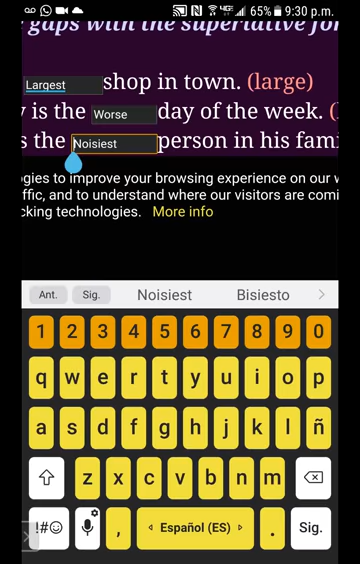 65% 9:30 p.m.
gaps with the superlative for
Largest shop in town. (large)
y is the Worse day of the week. (
s the Noisiest person in his fami
ogies to improve your browsing experience on our w
ffic, and to understand where our visitors are comi
cking technologies. More info
Ant. Sig. Noisiest Bisiesto
1 2 3 4 5 6 7 8 9 0
q w e r t y u i o p
a s d f g h j k l ñ
z x c v b n m
!#☺ , Español (ES) . Sig.